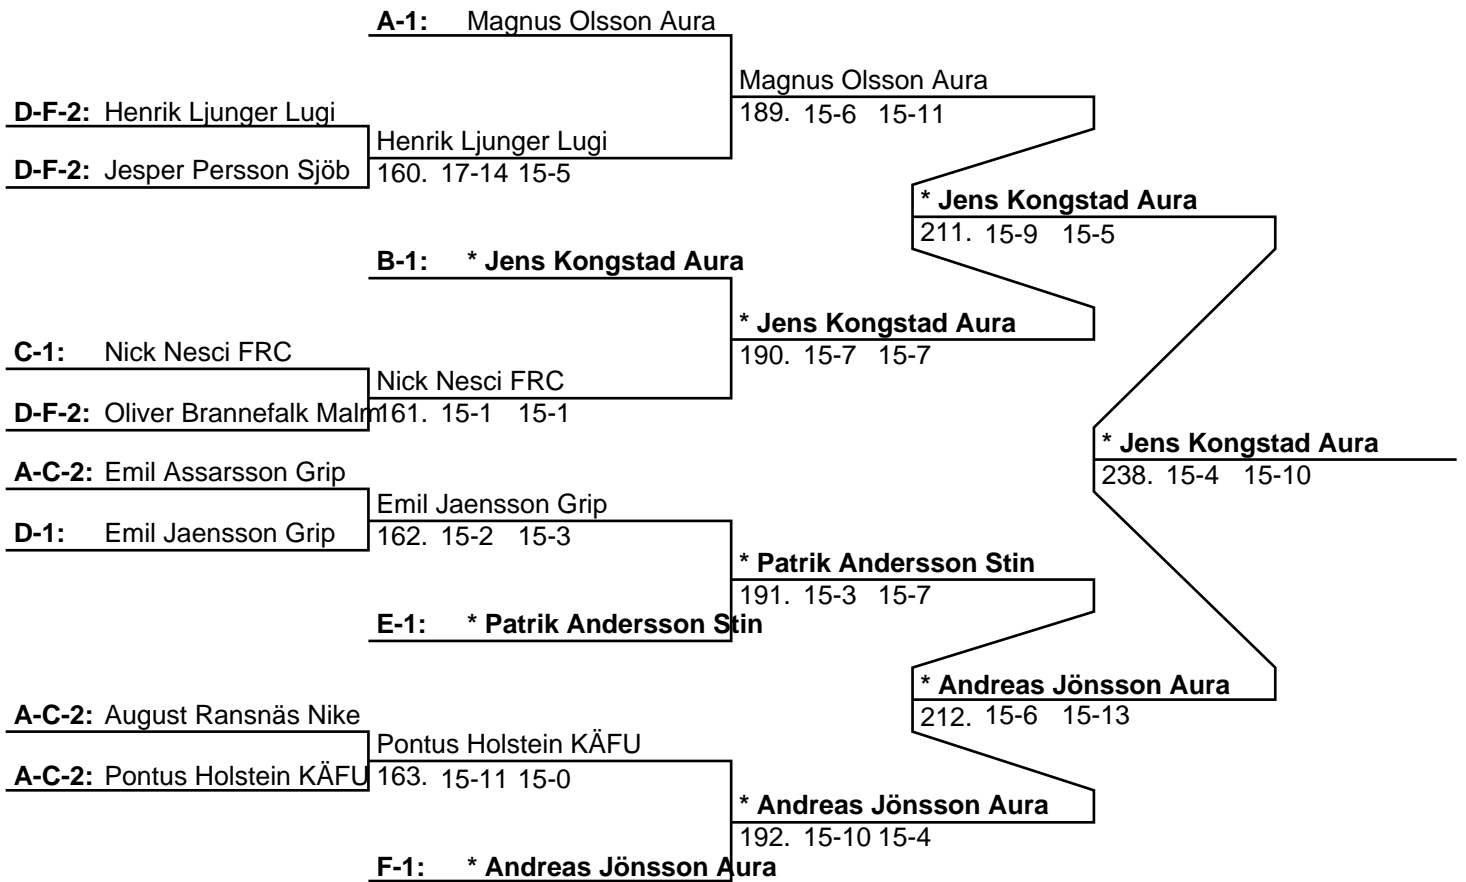 A-1: Magnus Olsson Aura
Magnus Olsson Aura
189. 15-6 15-11
D-F-2: Henrik Ljunger Lugi
Henrik Ljunger Lugi
160. 17-14 15-5
D-F-2: Jesper Persson Sjöb
* Jens Kongstad Aura
211. 15-9 15-5
B-1: * Jens Kongstad Aura
* Jens Kongstad Aura
190. 15-7 15-7
C-1: Nick Nesci FRC
Nick Nesci FRC
161. 15-1 15-1
D-F-2: Oliver Brannefalk Malm
* Jens Kongstad Aura
238. 15-4 15-10
A-C-2: Emil Assarsson Grip
Emil Jaensson Grip
162. 15-2 15-3
D-1: Emil Jaensson Grip
* Patrik Andersson Stin
191. 15-3 15-7
E-1: * Patrik Andersson Stin
* Andreas Jönsson Aura
212. 15-6 15-13
A-C-2: August Ransnäs Nike
Pontus Holstein KÄFU
163. 15-11 15-0
A-C-2: Pontus Holstein KÄFU
* Andreas Jönsson Aura
192. 15-10 15-4
F-1: * Andreas Jönsson Aura